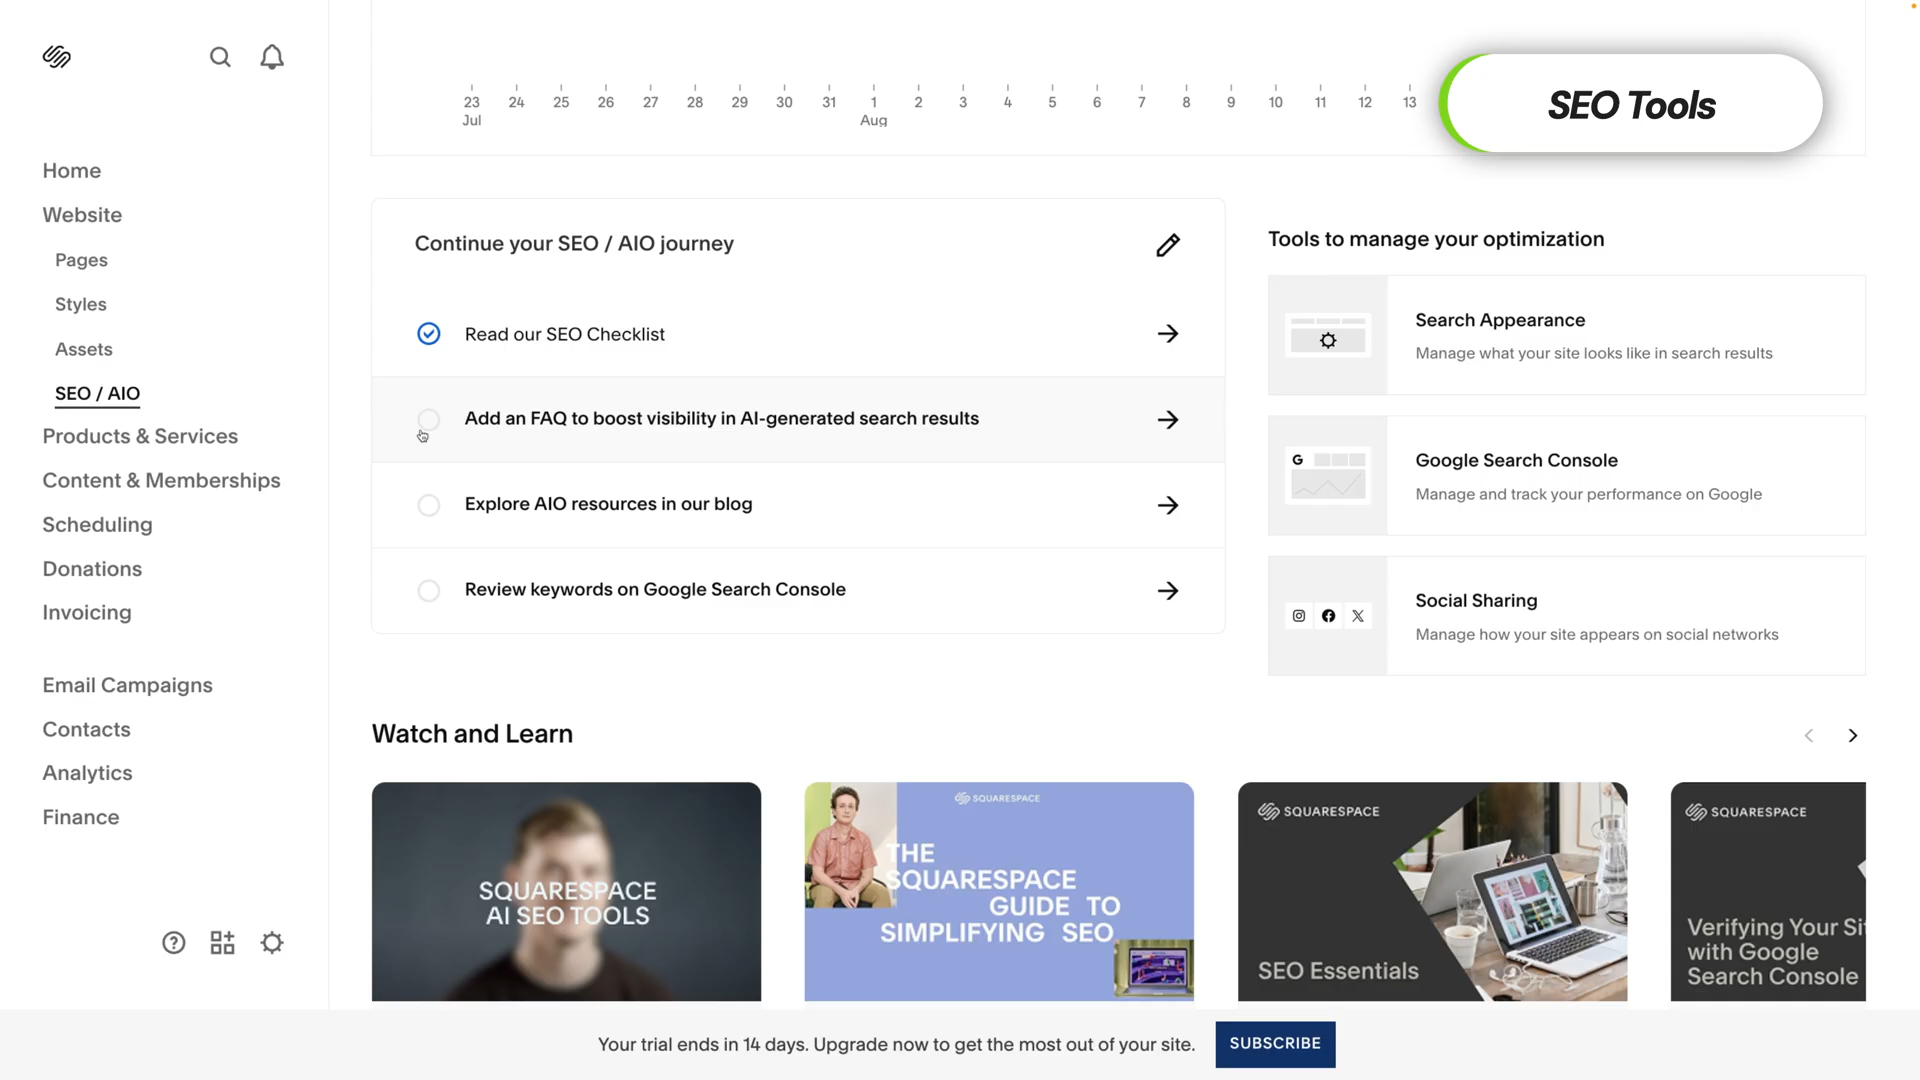 Home
Website
Pages
Styles
Assets
SEO / AIO
Products & Services
Content & Memberships
Scheduling
Donations
Invoicing
Email Campaigns
Contacts
Analytics
Finance
23 24 25 26 27 28 29 30 31 1 2 3 4 5 6 7 8 9 10 11 12 13
Jul Aug
SEO Tools
Continue your SEO / AIO journey
Read our SEO Checklist
Add an FAQ to boost visibility in AI-generated search results
Explore AIO resources in our blog
Review keywords on Google Search Console
Tools to manage your optimization
Search Appearance
Manage what your site looks like in search results
G
Google Search Console
Manage and track your performance on Google
Social Sharing
Manage how your site appears on social networks
Watch and Learn
SQUARESPACE
AI SEO TOOLS
SQUARESPACE
THE
SQUARESPACE
GUIDE TO
SIMPLIFYING SEO
SQUARESPACE
SEO Essentials
SQUARESPACE
Verifying Your Sit
with Google
Search Console
Your trial ends in 14 days. Upgrade now to get the most out of your site.
SUBSCRIBE